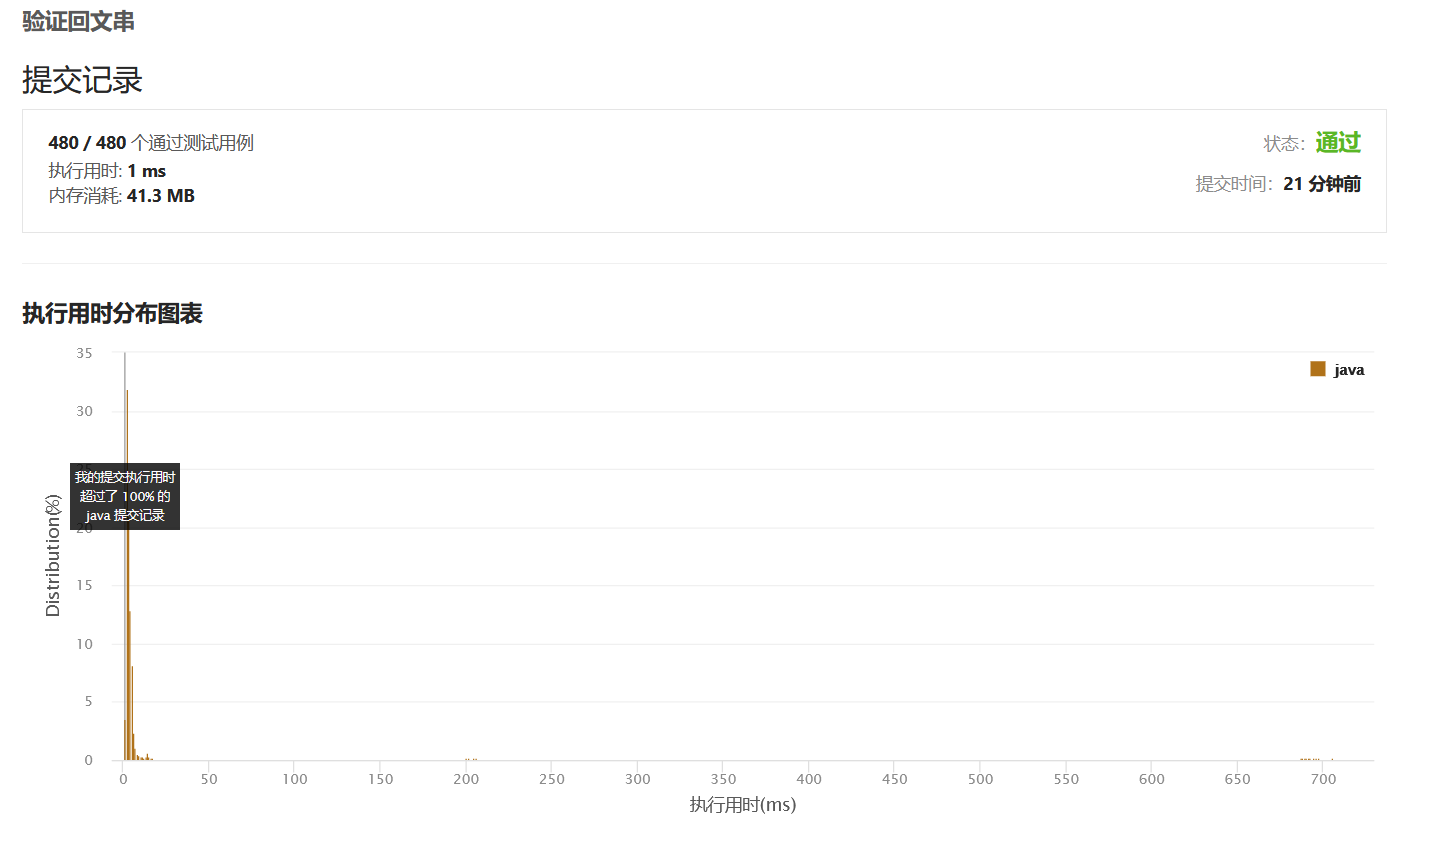 验证回文串
提交记录
480 / 480 个通过测试用例
状态：通过
执行用时: 1 ms
提交时间：21 分钟前
内存消耗: 41.3 MB
执行用时分布图表
35
java
30
我的提交执行用时
超过了 100% 的
java 提交记录
20
15
10
5
0
Distribution(%)
0 50 100 150 200 250 300 350 400 450 500 550 600 650 700
执行用时(ms)